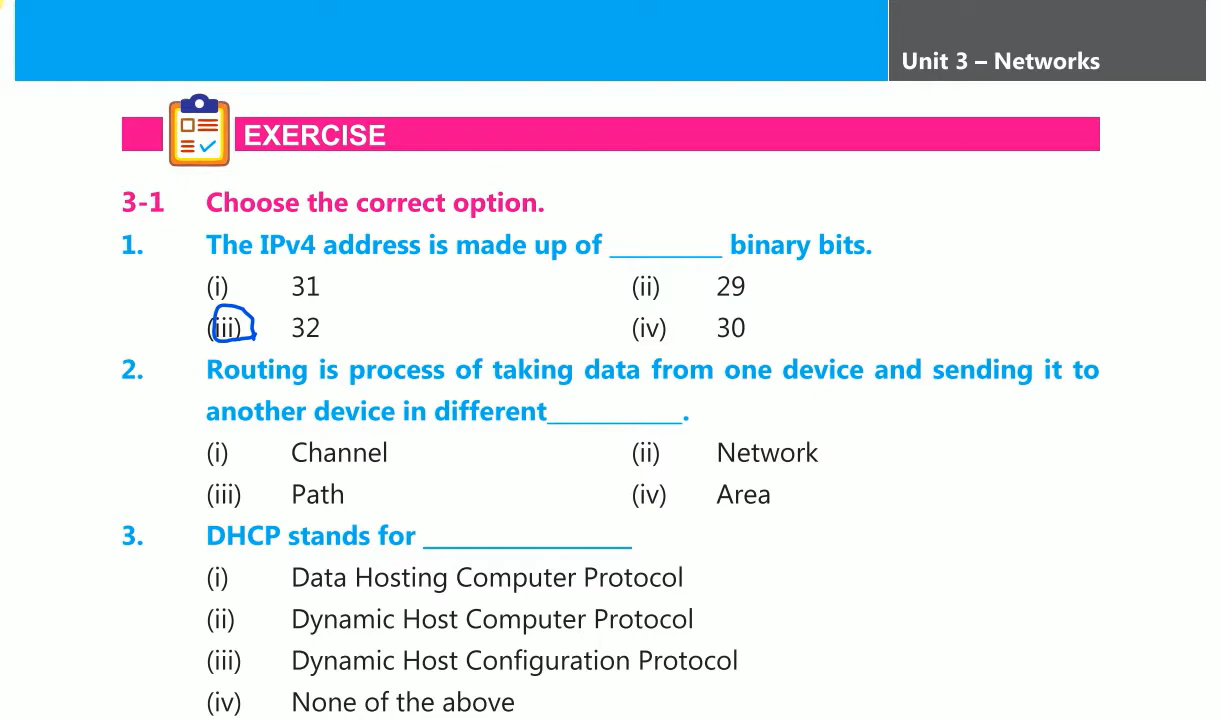 Unit 3 – Networks
EXERCISE
3-1 Choose the correct option.
1. The IPv4 address is made up of _________ binary bits.
(i) 31 (ii) 29
(iii) 32 (iv) 30
2. Routing is process of taking data from one device and sending it to
another device in different___________.
(i) Channel (ii) Network
(iii) Path (iv) Area
3. DHCP stands for _________________
(i) Data Hosting Computer Protocol
(ii) Dynamic Host Computer Protocol
(iii) Dynamic Host Configuration Protocol
(iv) None of the above